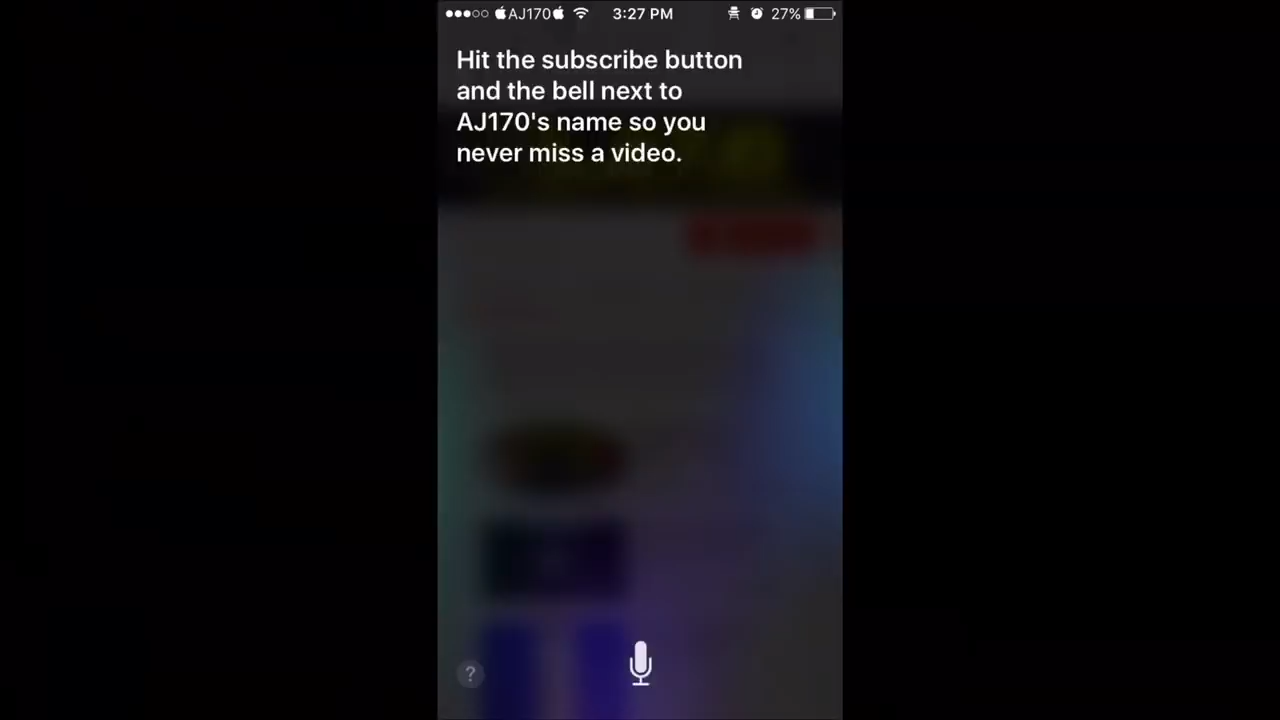 AJ170 3:27 PM 27%
Hit the subscribe button
and the bell next to
AJ170's name so you
never miss a video.
?